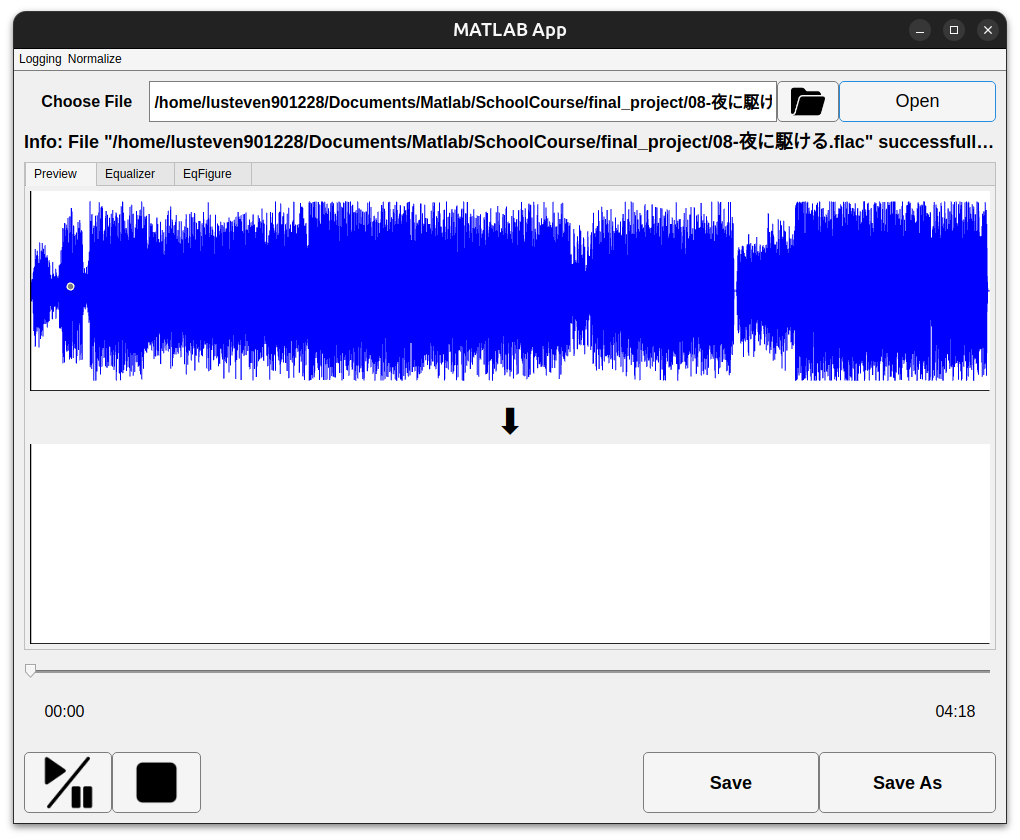 MATLAB App
Logging Normalize
Choose File /home/lusteven901228/Documents/Matlab/SchoolCourse/final_project/08-夜に駆け Open
Info: File "/home/lusteven901228/Documents/Matlab/SchoolCourse/final_project/08-夜に駆ける.flac" successfull...
Preview Equalizer EqFigure
00:00 04:18
Save Save As